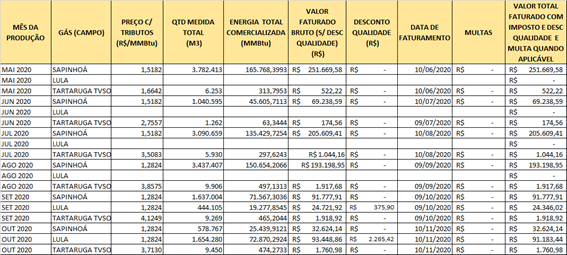 MÊS DA PRODUÇÃO | GÁS (CAMPO) | PREÇO C/ TRIBUTOS (R$/MMBtu) | QTD MEDIDA TOTAL (M3) | ENERGIA TOTAL COMERCIALIZADA (MMBtu) | VALOR FATURADO BRUTO (S/ DESC QUALIDADE) (R$) | DESCONTO QUALIDADE (R$) | DATA DE FATURAMENTO | MULTAS | VALOR TOTAL FATURADO COM IMPOSTO E DESC QUALIDADE E MULTA QUANDO APLICÁVEL
MAI 2020 SAPINHOÁ 1,5182 3.782.413 165.768,3993 R$ 251.669,58 R$ - 10/06/2020 R$ - R$ 251.669,58
MAI 2020 LULA R$ - R$ - R$ -
MAI 2020 TARTARUGA TVSO 1,6642 6.253 313,7953 R$ 522,22 R$ - 10/06/2020 R$ - R$ 522,22
JUN 2020 SAPINHOÁ 1,5182 1.040.595 45.605,7113 R$ 69.238,59 R$ - 10/07/2020 R$ - R$ 69.238,59
JUN 2020 LULA R$ - R$ - R$ -
JUN 2020 TARTARUGA TVSO 2,7557 1.262 63,3444 R$ 174,56 R$ - 09/07/2020 R$ - R$ 174,56
JUL 2020 SAPINHOÁ 1,5182 3.090.659 135.429,7254 R$ 205.609,41 R$ - 10/08/2020 R$ - R$ 205.609,41
JUL 2020 LULA R$ - R$ - R$ -
JUL 2020 TARTARUGA TVSO 3,5083 5.930 297,6243 R$ 1.044,16 R$ - 10/08/2020 R$ - R$ 1.044,16
AGO 2020 SAPINHOÁ 1,2824 3.437.407 150.654,2066 R$ 193.198,95 R$ - 09/09/2020 R$ - R$ 193.198,95
AGO 2020 LULA R$ - R$ - R$ -
AGO 2020 TARTARUGA TVSO 3,8575 9.906 497,1313 R$ 1.917,68 R$ - 09/09/2020 R$ - R$ 1.917,68
SET 2020 SAPINHOÁ 1,2824 1.637.004 71.567,3036 R$ 91.777,91 R$ - 09/10/2020 R$ - R$ 91.777,91
SET 2020 LULA 1,2824 444.105 19.277,8545 R$ 24.721,92 R$ 375,90 09/10/2020 R$ - R$ 24.346,02
SET 2020 TARTARUGA TVSO 4,1249 9.269 465,2044 R$ 1.918,92 R$ - 09/10/2020 R$ - R$ 1.918,92
OUT 2020 SAPINHOÁ 1,2824 578.767 25.439,9121 R$ 32.624,14 R$ - 10/11/2020 R$ - R$ 32.624,14
OUT 2020 LULA 1,2824 1.654.280 72.870,2924 R$ 93.448,86 R$ 2.265,42 10/11/2020 R$ - R$ 91.183,44
OUT 2020 TARTARUGA TVSO 3,7130 9.450 474,2733 R$ 1.760,98 R$ - 10/11/2020 R$ - R$ 1.760,98